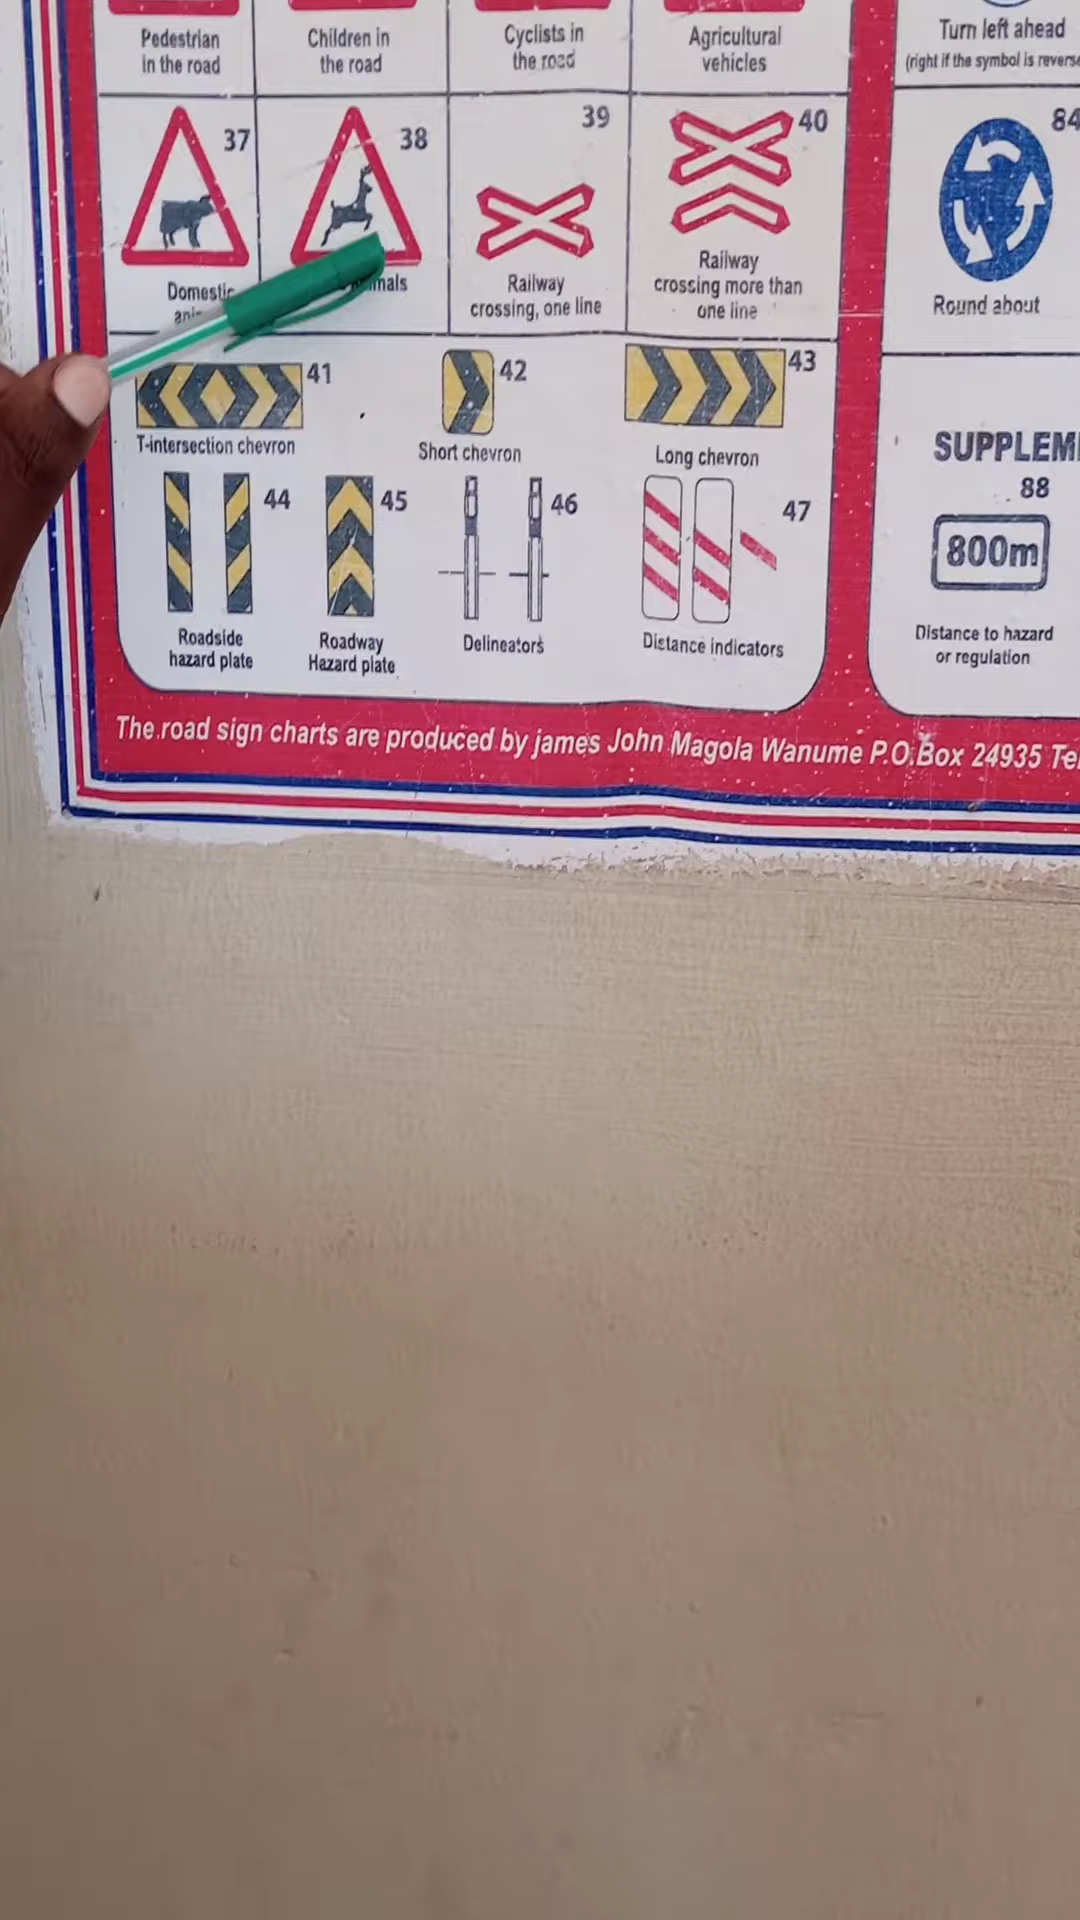 Pedestrian
in the road
Children in
the road
Cyclists in
the road
Agricultural
vehicles
37
Domestic
38
39
Railway
crossing, one line
40
Railway
crossing more than
one line
41
T-intersection chevron
42
Short chevron
43
Long chevron
44
Roadside
hazard plate
45
Roadway
Hazard plate
46
Delineators
47
Distance indicators
Turn left ahead
(right if the symbol is
84
Round about
88
800m
Distance to hazard
or regulation
The road sign charts are produced by james John Magola Wanume P.O.Box 24935